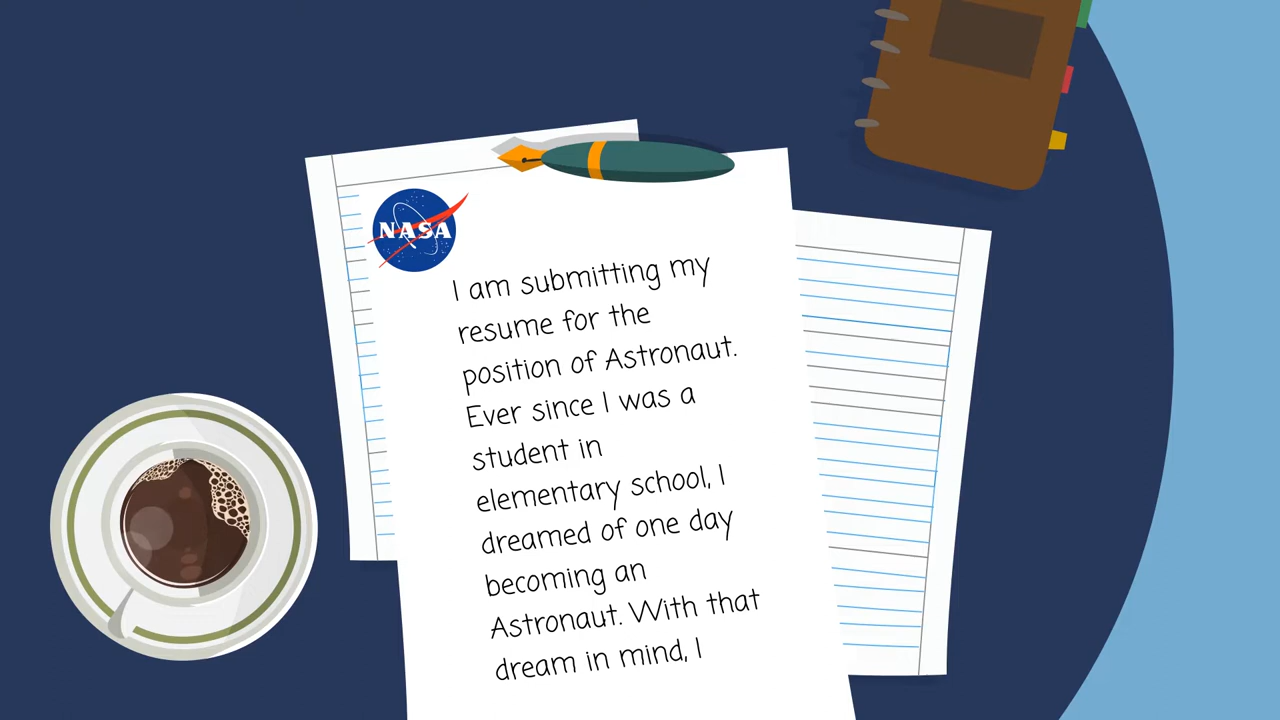 NASA
I am submitting my
resume for the
position of Astronaut.
Ever since I was a
student in
elementary school, I
dreamed of one day
becoming an
Astronaut. With that
dream in mind, I